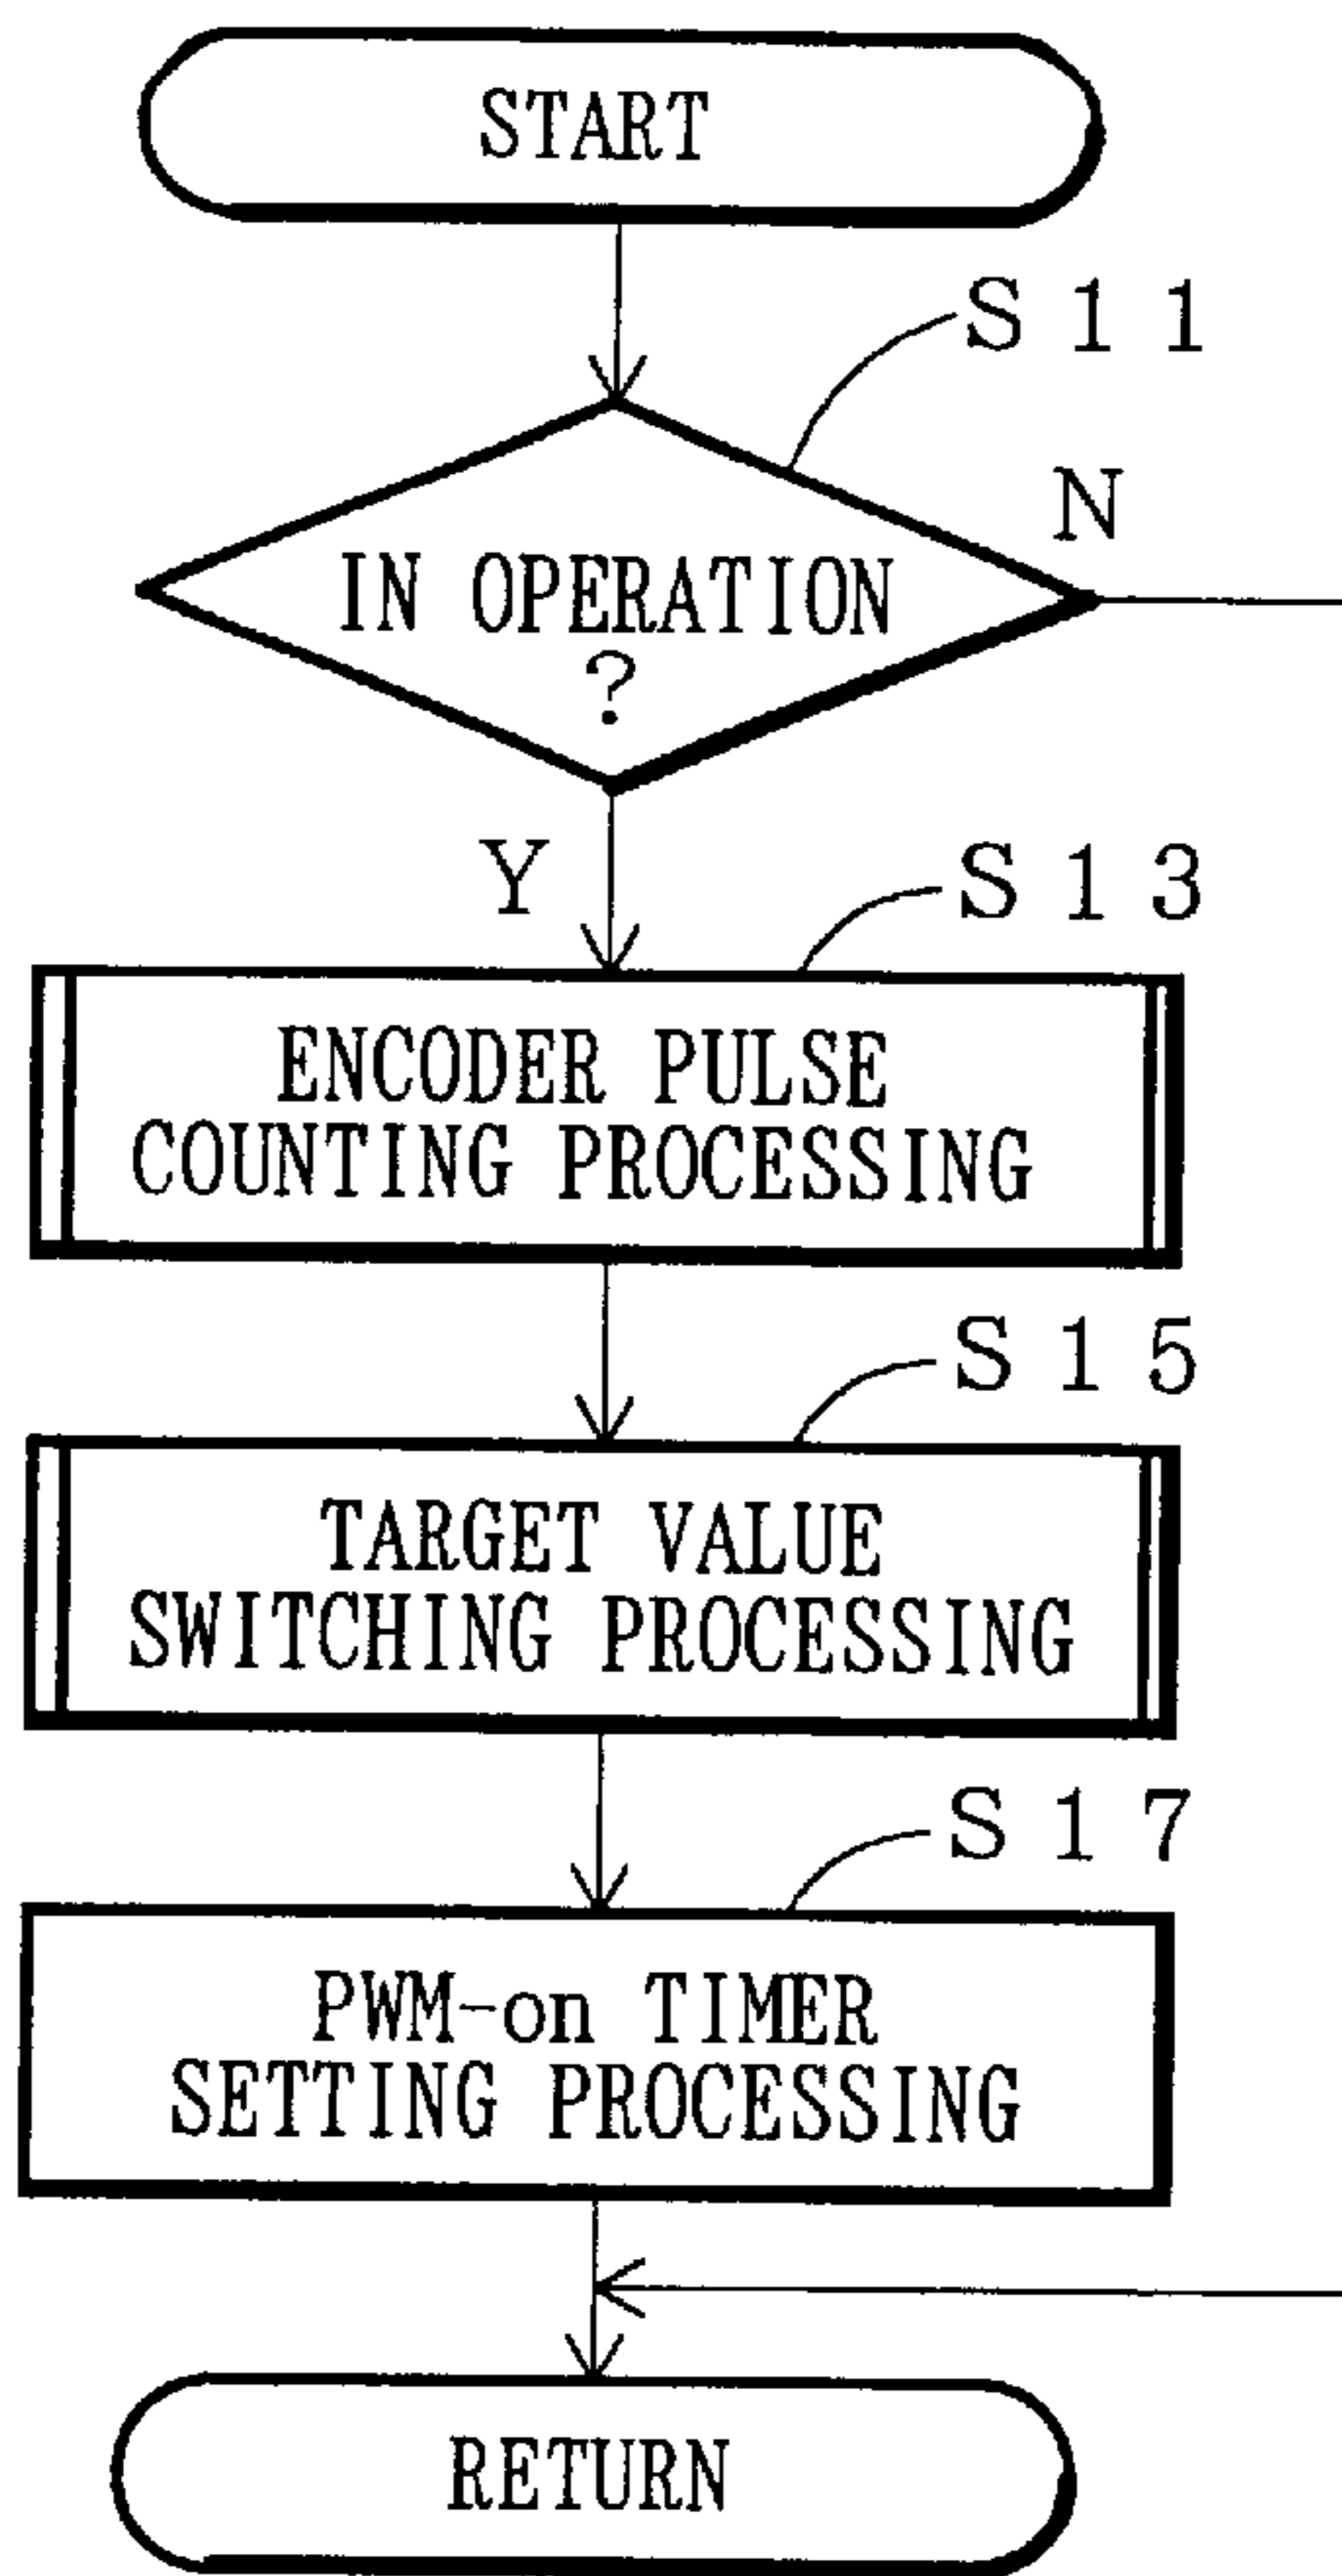 START
S11
N
IN OPERATION
?
Y
S13
ENCODER PULSE
COUNTING PROCESSING
S15
TARGET VALUE
SWITCHING PROCESSING
S17
PWM-on TIMER
SETTING PROCESSING
RETURN